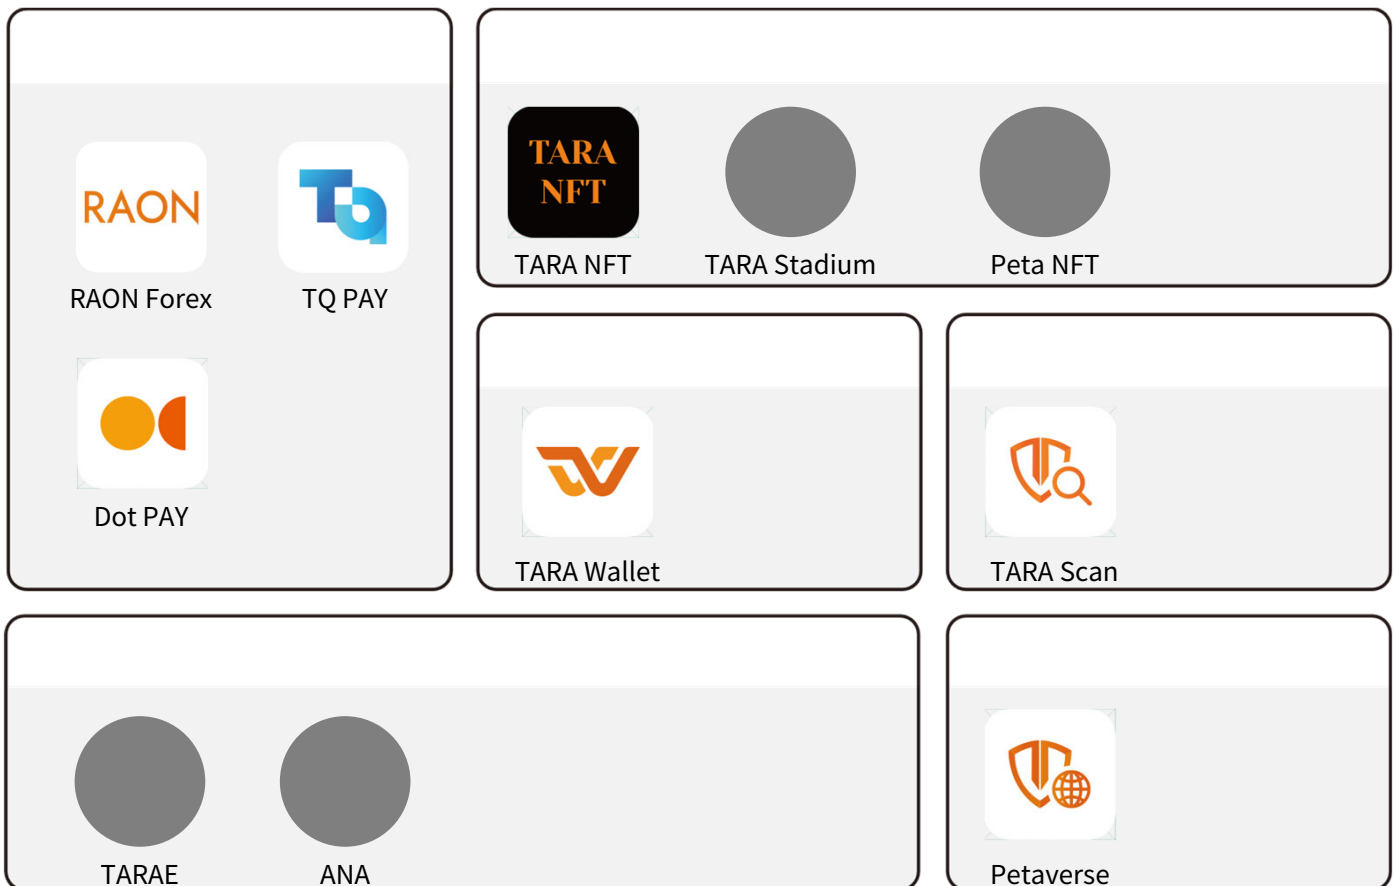 RAON
RAON Forex
TQ
TQ PAY
Dot PAY
TARA
NFT
TARA NFT
TARA Stadium
Peta NFT
TARA Wallet
TARA Scan
TARAE
ANA
Petaverse